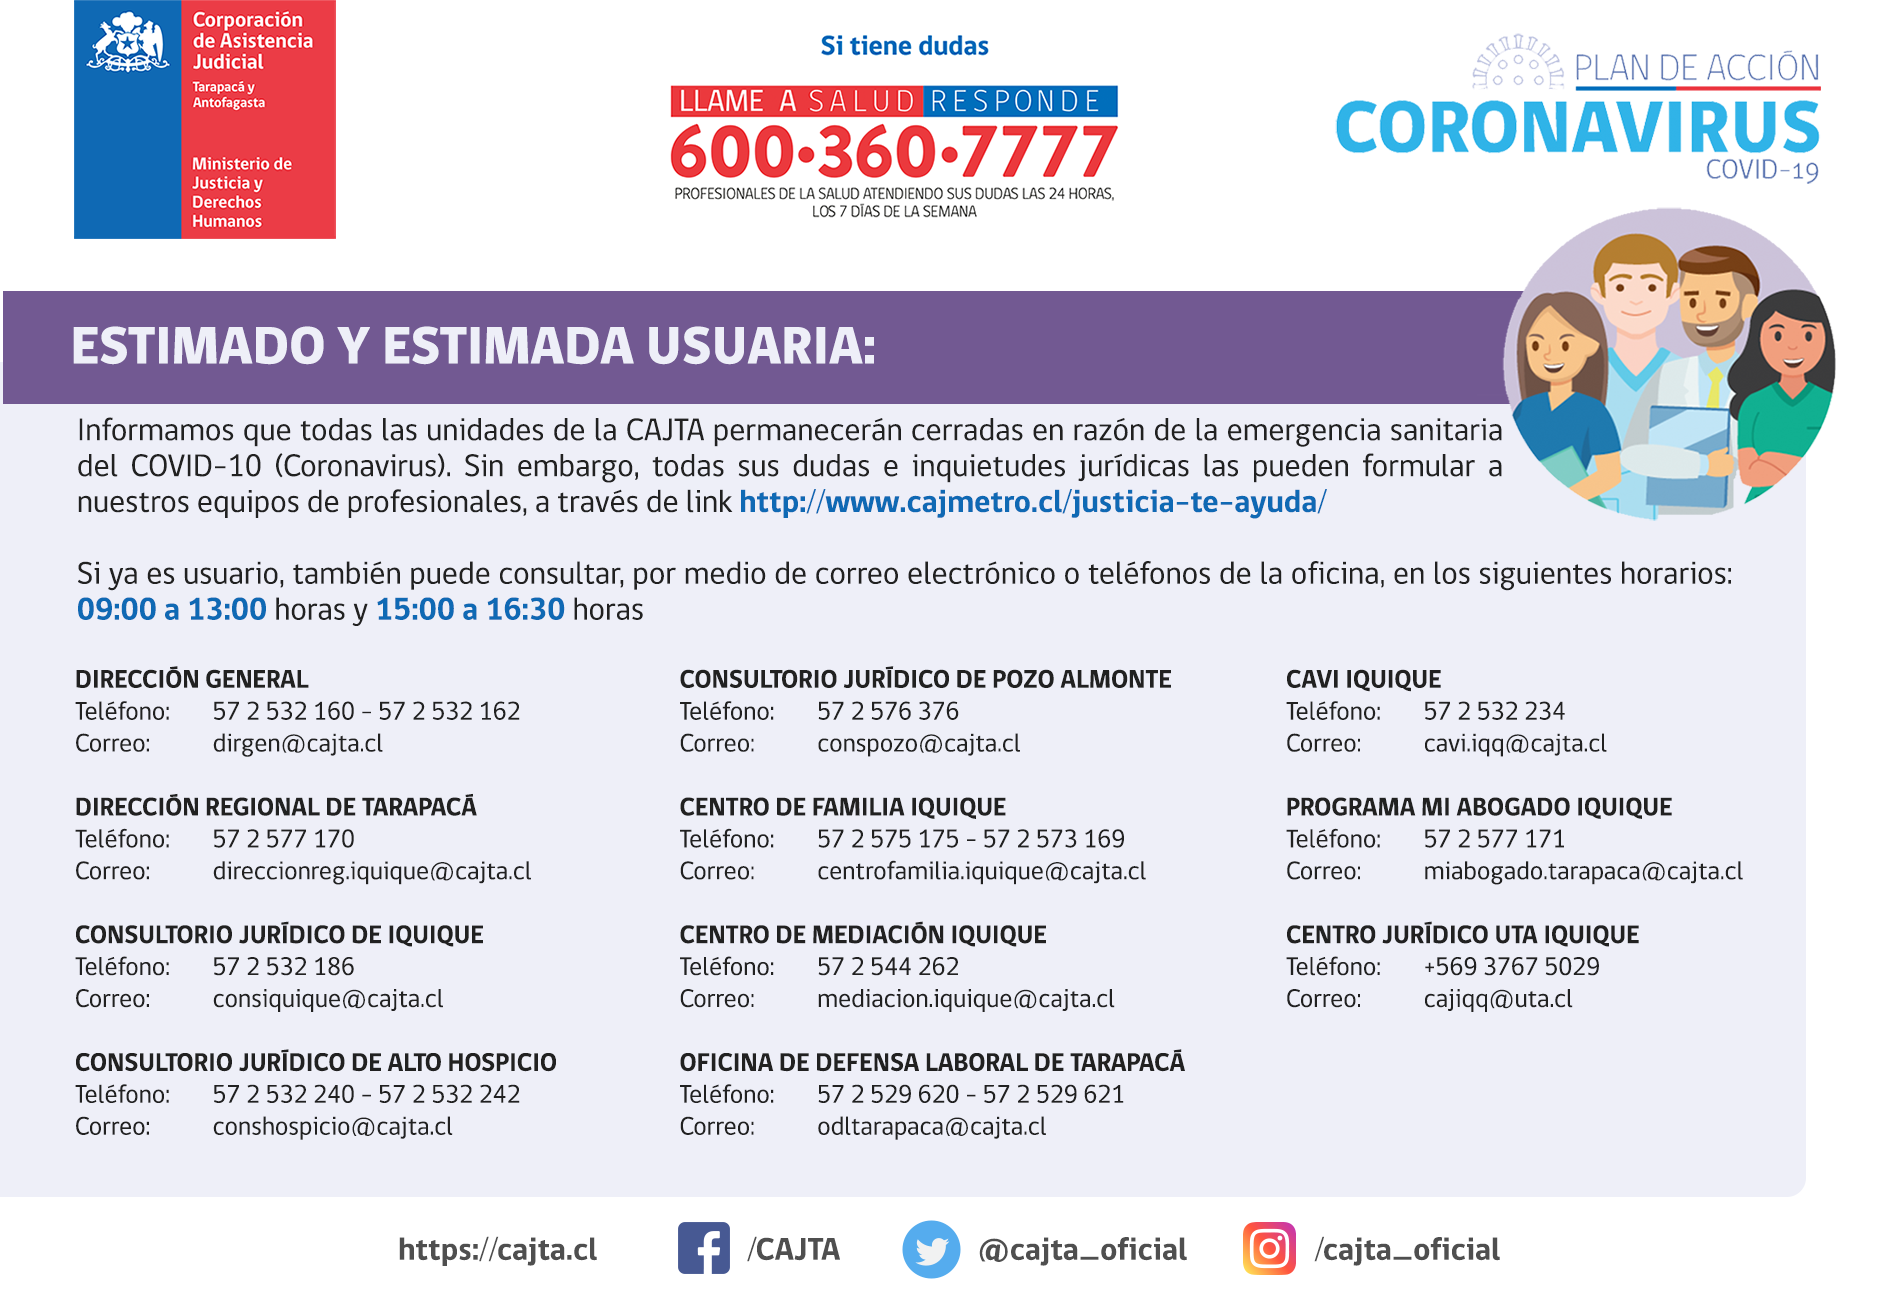 Corporación
de Asistencia
Judicial
Tarapacá y
Antofagasta
Ministerio de
Justicia y
Derechos
Humanos
Si tiene dudas
LLAME A SALUD RESPONDE
600•360•7777
PROFESIONALES DE LA SALUD ATENDIENDO SUS DUDAS LAS 24 HORAS,
LOS 7 DÍAS DE LA SEMANA
PLAN DE ACCIÓN
CORONAVIRUS
COVID-19
ESTIMADO Y ESTIMADA USUARIA:
Informamos que todas las unidades de la CAJTA permanecerán cerradas en razón de la emergencia sanitaria
del COVID-10 (Coronavirus). Sin embargo, todas sus dudas e inquietudes jurídicas las pueden formular a
nuestros equipos de profesionales, a través de link http://www.cajmetro.cl/justicia-te-ayuda/
Si ya es usuario, también puede consultar, por medio de correo electrónico o teléfonos de la oficina, en los siguientes horarios:
09:00 a 13:00 horas y 15:00 a 16:30 horas
DIRECCIÓN GENERAL
Teléfono: 57 2 532 160 - 57 2 532 162
Correo: dirgen@cajta.cl
DIRECCIÓN REGIONAL DE TARAPACÁ
Teléfono: 57 2 577 170
Correo: direccionreg.iquique@cajta.cl
CONSULTORIO JURÍDICO DE IQUIQUE
Teléfono: 57 2 532 186
Correo: consiquique@cajta.cl
CONSULTORIO JURÍDICO DE ALTO HOSPICIO
Teléfono: 57 2 532 240 - 57 2 532 242
Correo: conshospicio@cajta.cl
CONSULTORIO JURÍDICO DE POZO ALMONTE
Teléfono: 57 2 576 376
Correo: conspozo@cajta.cl
CENTRO DE FAMILIA IQUIQUE
Teléfono: 57 2 575 175 - 57 2 573 169
Correo: centrofamilia.iquique@cajta.cl
CENTRO DE MEDIACIÓN IQUIQUE
Teléfono: 57 2 544 262
Correo: mediacion.iquique@cajta.cl
OFICINA DE DEFENSA LABORAL DE TARAPACÁ
Teléfono: 57 2 529 620 - 57 2 529 621
Correo: odltarapaca@cajta.cl
CAVI IQUIQUE
Teléfono: 57 2 532 234
Correo: cavi.iqq@cajta.cl
PROGRAMA MI ABOGADO IQUIQUE
Teléfono: 57 2 577 171
Correo: miabogado.tarapaca@cajta.cl
CENTRO JURÍDICO UTA IQUIQUE
Teléfono: +569 3767 5029
Correo: cajiqq@uta.cl
https://cajta.cl
/CAJTA
@cajta_oficial
/cajta_oficial